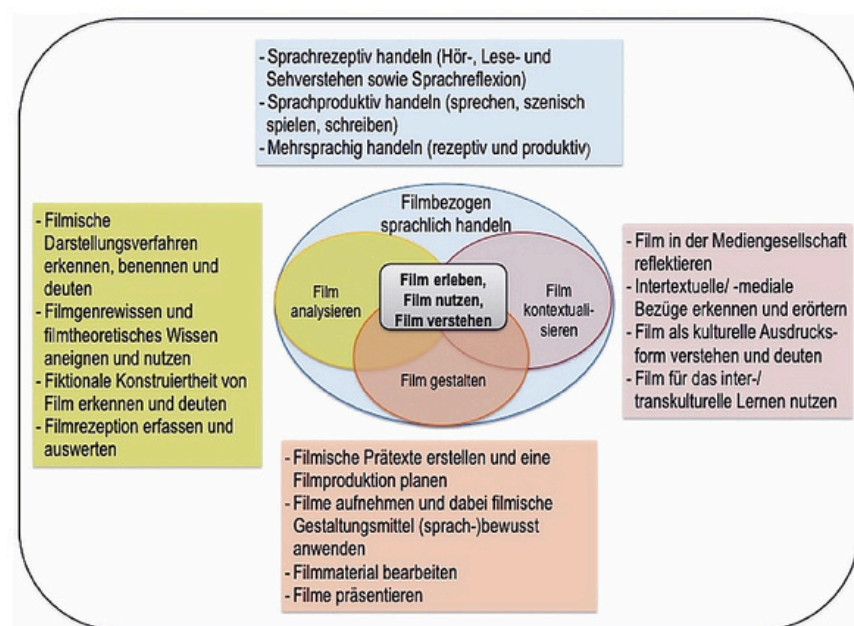 - Sprachrezeptiv handeln (Hör-, Lese- und
Sehverstehen sowie Sprachreflexion)
- Sprachproduktiv handeln (sprechen, szenisch
spielen, schreiben)
- Mehrsprachig handeln (rezeptiv und produktiv)
- Filmische
Darstellungsverfahren
erkennen, benennen und
deuten
- Filmgenrewissen und
filmtheoretisches Wissen
aneignen und nutzen
- Fiktionale Konstruiertheit von
Film erkennen und deuten
- Filmrezeption erfassen und
auswerten
Filmbezogen
sprachlich handeln
Film
analysieren
Film erleben,
Film nutzen,
Film verstehen
Film
kontextuali-
sieren
Film gestalten
- Film in der Mediengesellschaft
reflektieren
- Intertextuelle/ -mediale
Bezüge erkennen und erörtern
- Film als kulturelle Ausdrucks-
form verstehen und deuten
- Film für das inter-/
transkulturelle Lernen nutzen
- Filmische Prätexte erstellen und eine
Filmproduktion planen
- Filme aufnehmen und dabei filmische
Gestaltungsmittel (sprach-)bewusst
anwenden
- Filmmaterial bearbeiten
- Filme präsentieren